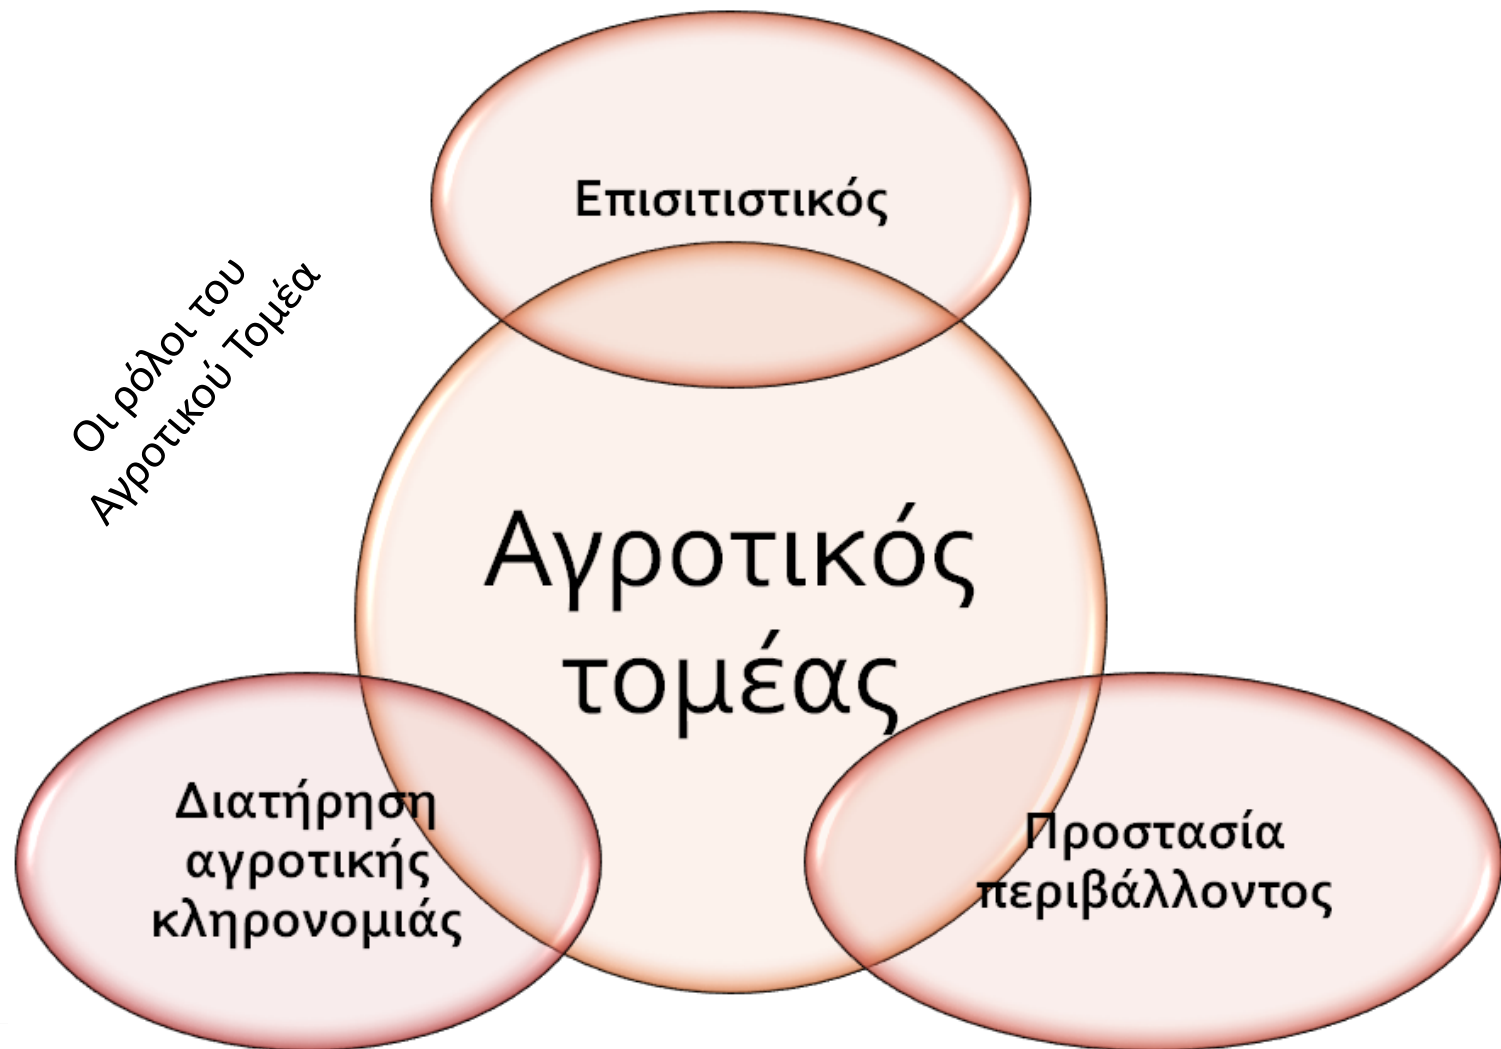 Επισιτιστικός
Οι ρόλοι του
Αγροτικού Τομέα
Αγροτικός
τομέας
Διατήρηση
αγροτικής
κληρονομιάς
Προστασία
περιβάλλοντος